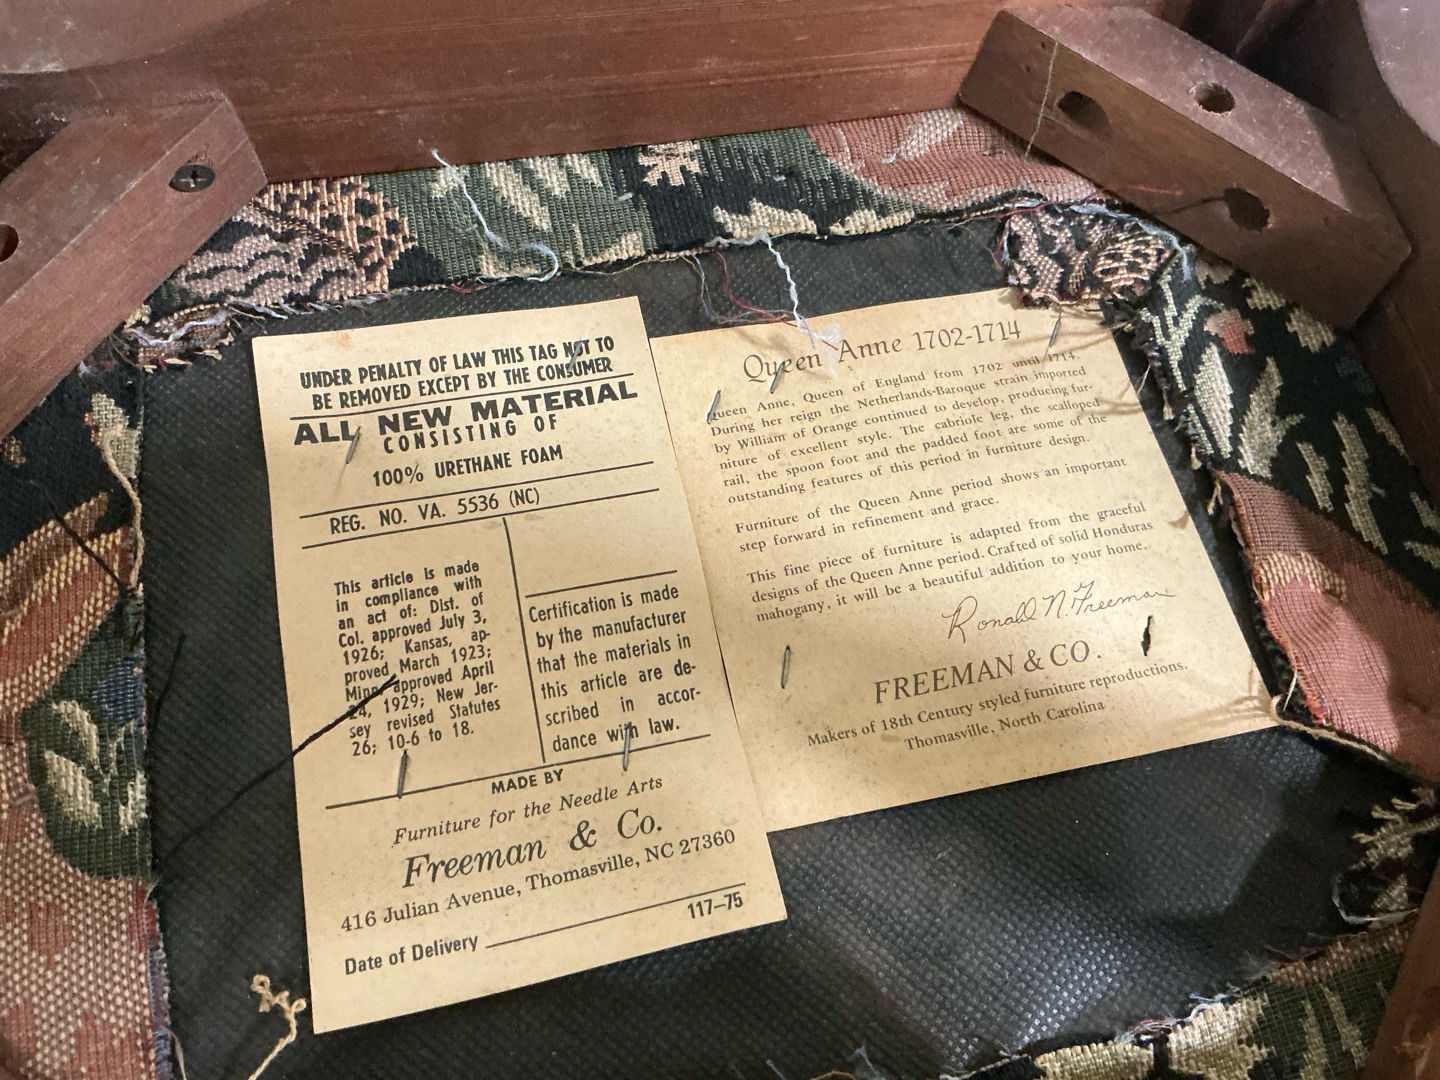 UNDER PENALTY OF LAW THIS TAG NOT TO
BE REMOVED EXCEPT BY THE CONSUMER
ALL NEW MATERIAL
CONSISTING OF
100% URETHANE FOAM
REG. NO. VA. 5536 (NC)
This article is made
in compliance with
an act of: Dist. of
Col. approved July 3,
1926; Kansas, ap-
proved March 1923;
Minn. approved April
24, 1929; New Jer-
sey revised Statutes
26; 10-6 to 18.
Certification is made
by the manufacturer
that the materials in
this article are de-
scribed in accor-
dance with law.
MADE BY
Furniture for the Needle Arts
Freeman & Co.
416 Julian Avenue, Thomasville, NC 27360
117-75
Date of Delivery
Queen Anne 1702-1714
Queen Anne, Queen of England from 1702 until 1714.
During her reign the Netherlands-Baroque strain imported
by William of Orange continued to develop, producing fur-
niture of excellent style. The cabriole leg, the scalloped
rail, the spoon foot and the padded foot are some of the
outstanding features of this period in furniture design.
Furniture of the Queen Anne period shows an important
step forward in refinement and grace.
This fine piece of furniture is adapted from the graceful
designs of the Queen Anne period. Crafted of solid Honduras
mahogany, it will be a beautiful addition to your home.
Ronald N. Freeman
FREEMAN & CO.
Makers of 18th Century styled furniture reproductions.
Thomasville, North Carolina